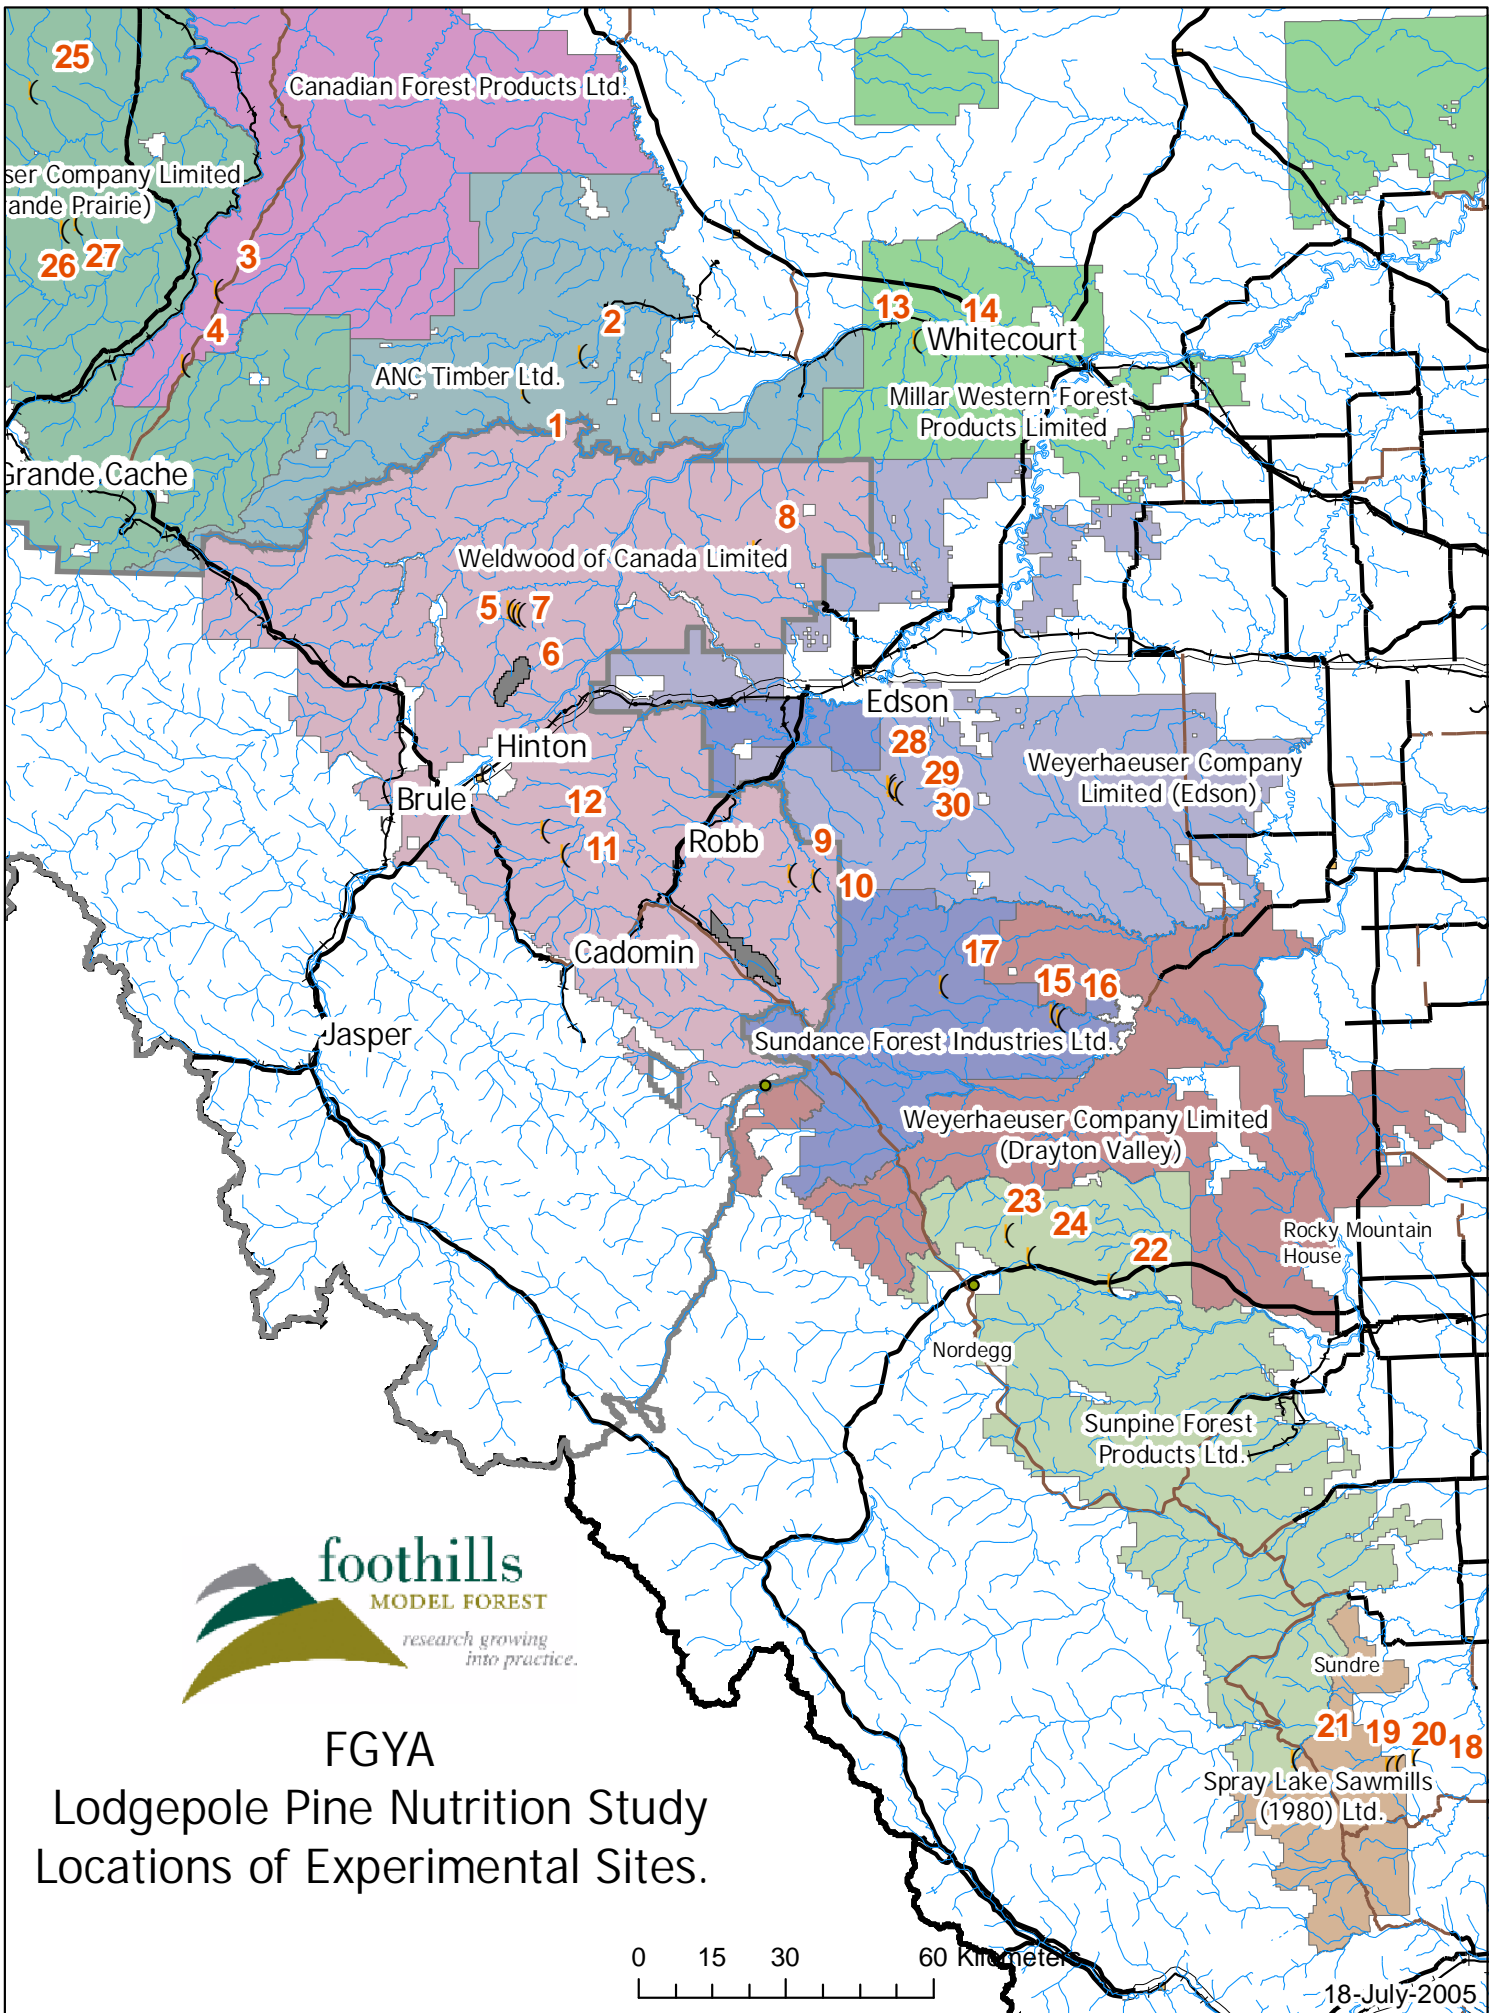 25
Canadian Forest Products Ltd.
ser Company Limited
ande Prairie)
26
27
3
4
2
13
14
Whitecourt
ANC Timber Ltd.
Millar Western Forest
Products Limited
1
Grande Cache
8
Weldwood of Canada Limited
5
7
6
Edson
28
29
30
Hinton
Weyerhaeuser Company
Limited (Edson)
Brule
12
11
Robb
9
10
Cadomin
17
15
16
Jasper
Sundance Forest Industries Ltd.
Weyerhaeuser Company Limited
(Drayton Valley)
23
24
22
Rocky Mountain
House
Nordegg
Sunpine Forest
Products Ltd.
foothills
MODEL FOREST
research growing
into practice.
Sundre
21
19
20
18
Spray Lake Sawmills
(1980) Ltd.
FGYA
Lodgepole Pine Nutrition Study
Locations of Experimental Sites.
0 15 30 60 Kilometers
18-July-2005